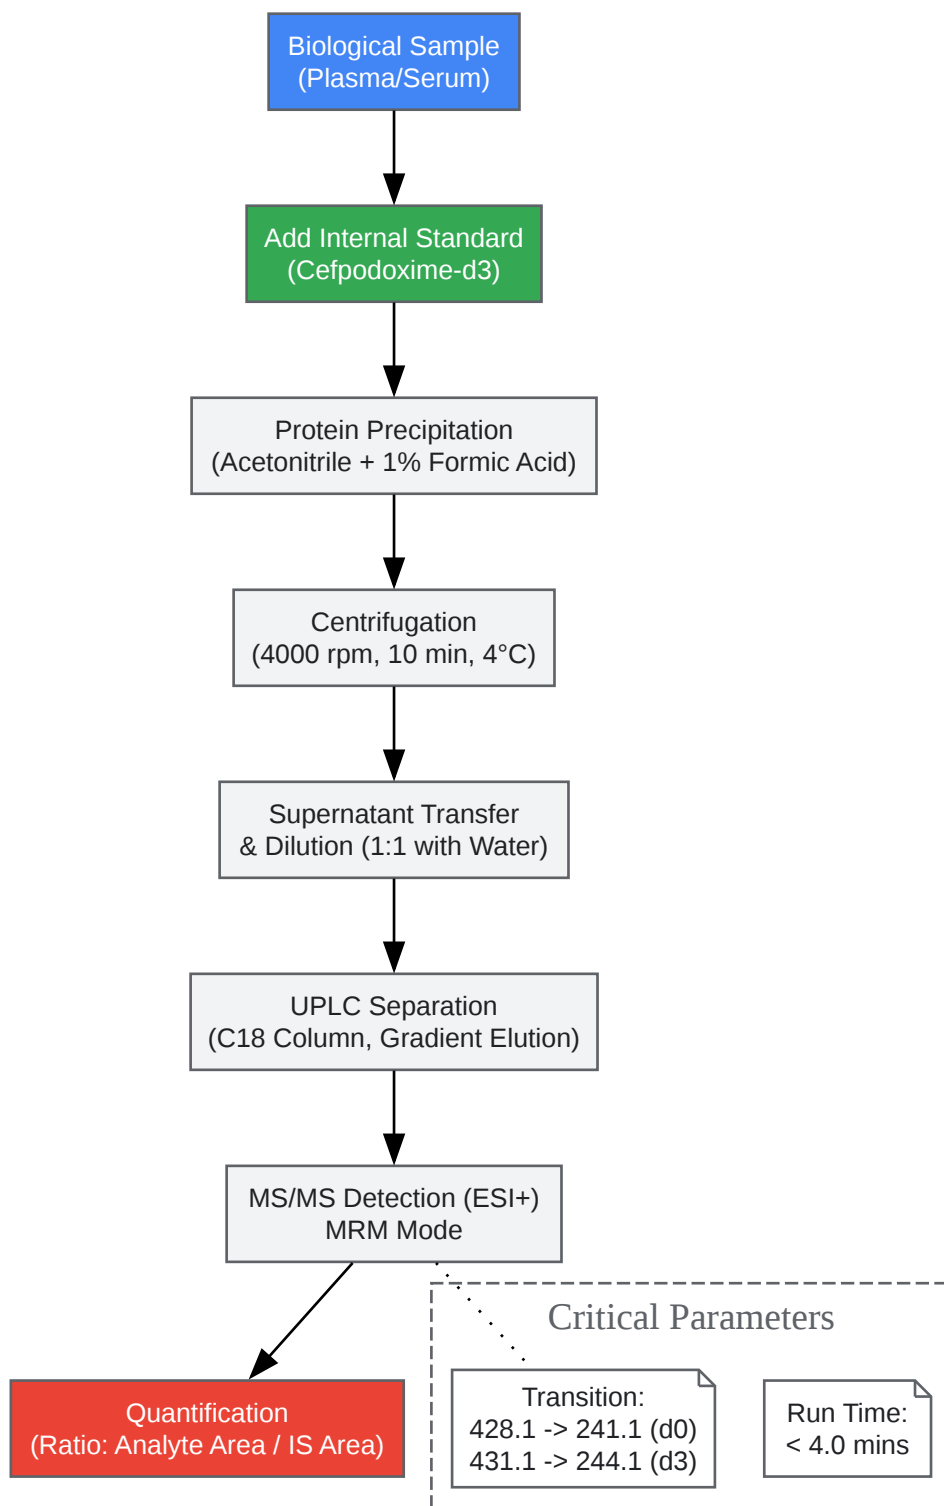 Biological Sample
(Plasma/Serum)
Add Internal Standard
(Cefpodoxime-d3)
Protein Precipitation
(Acetonitrile + 1% Formic Acid)
Centrifugation
(4000 rpm, 10 min, 4°C)
Supernatant Transfer
& Dilution (1:1 with Water)
UPLC Separation
(C18 Column, Gradient Elution)
MS/MS Detection (ESI+)
MRM Mode
Quantification
(Ratio: Analyte Area / IS Area)
Critical Parameters
Transition:
428.1 -> 241.1 (d0)
431.1 -> 244.1 (d3)
Run Time:
< 4.0 mins